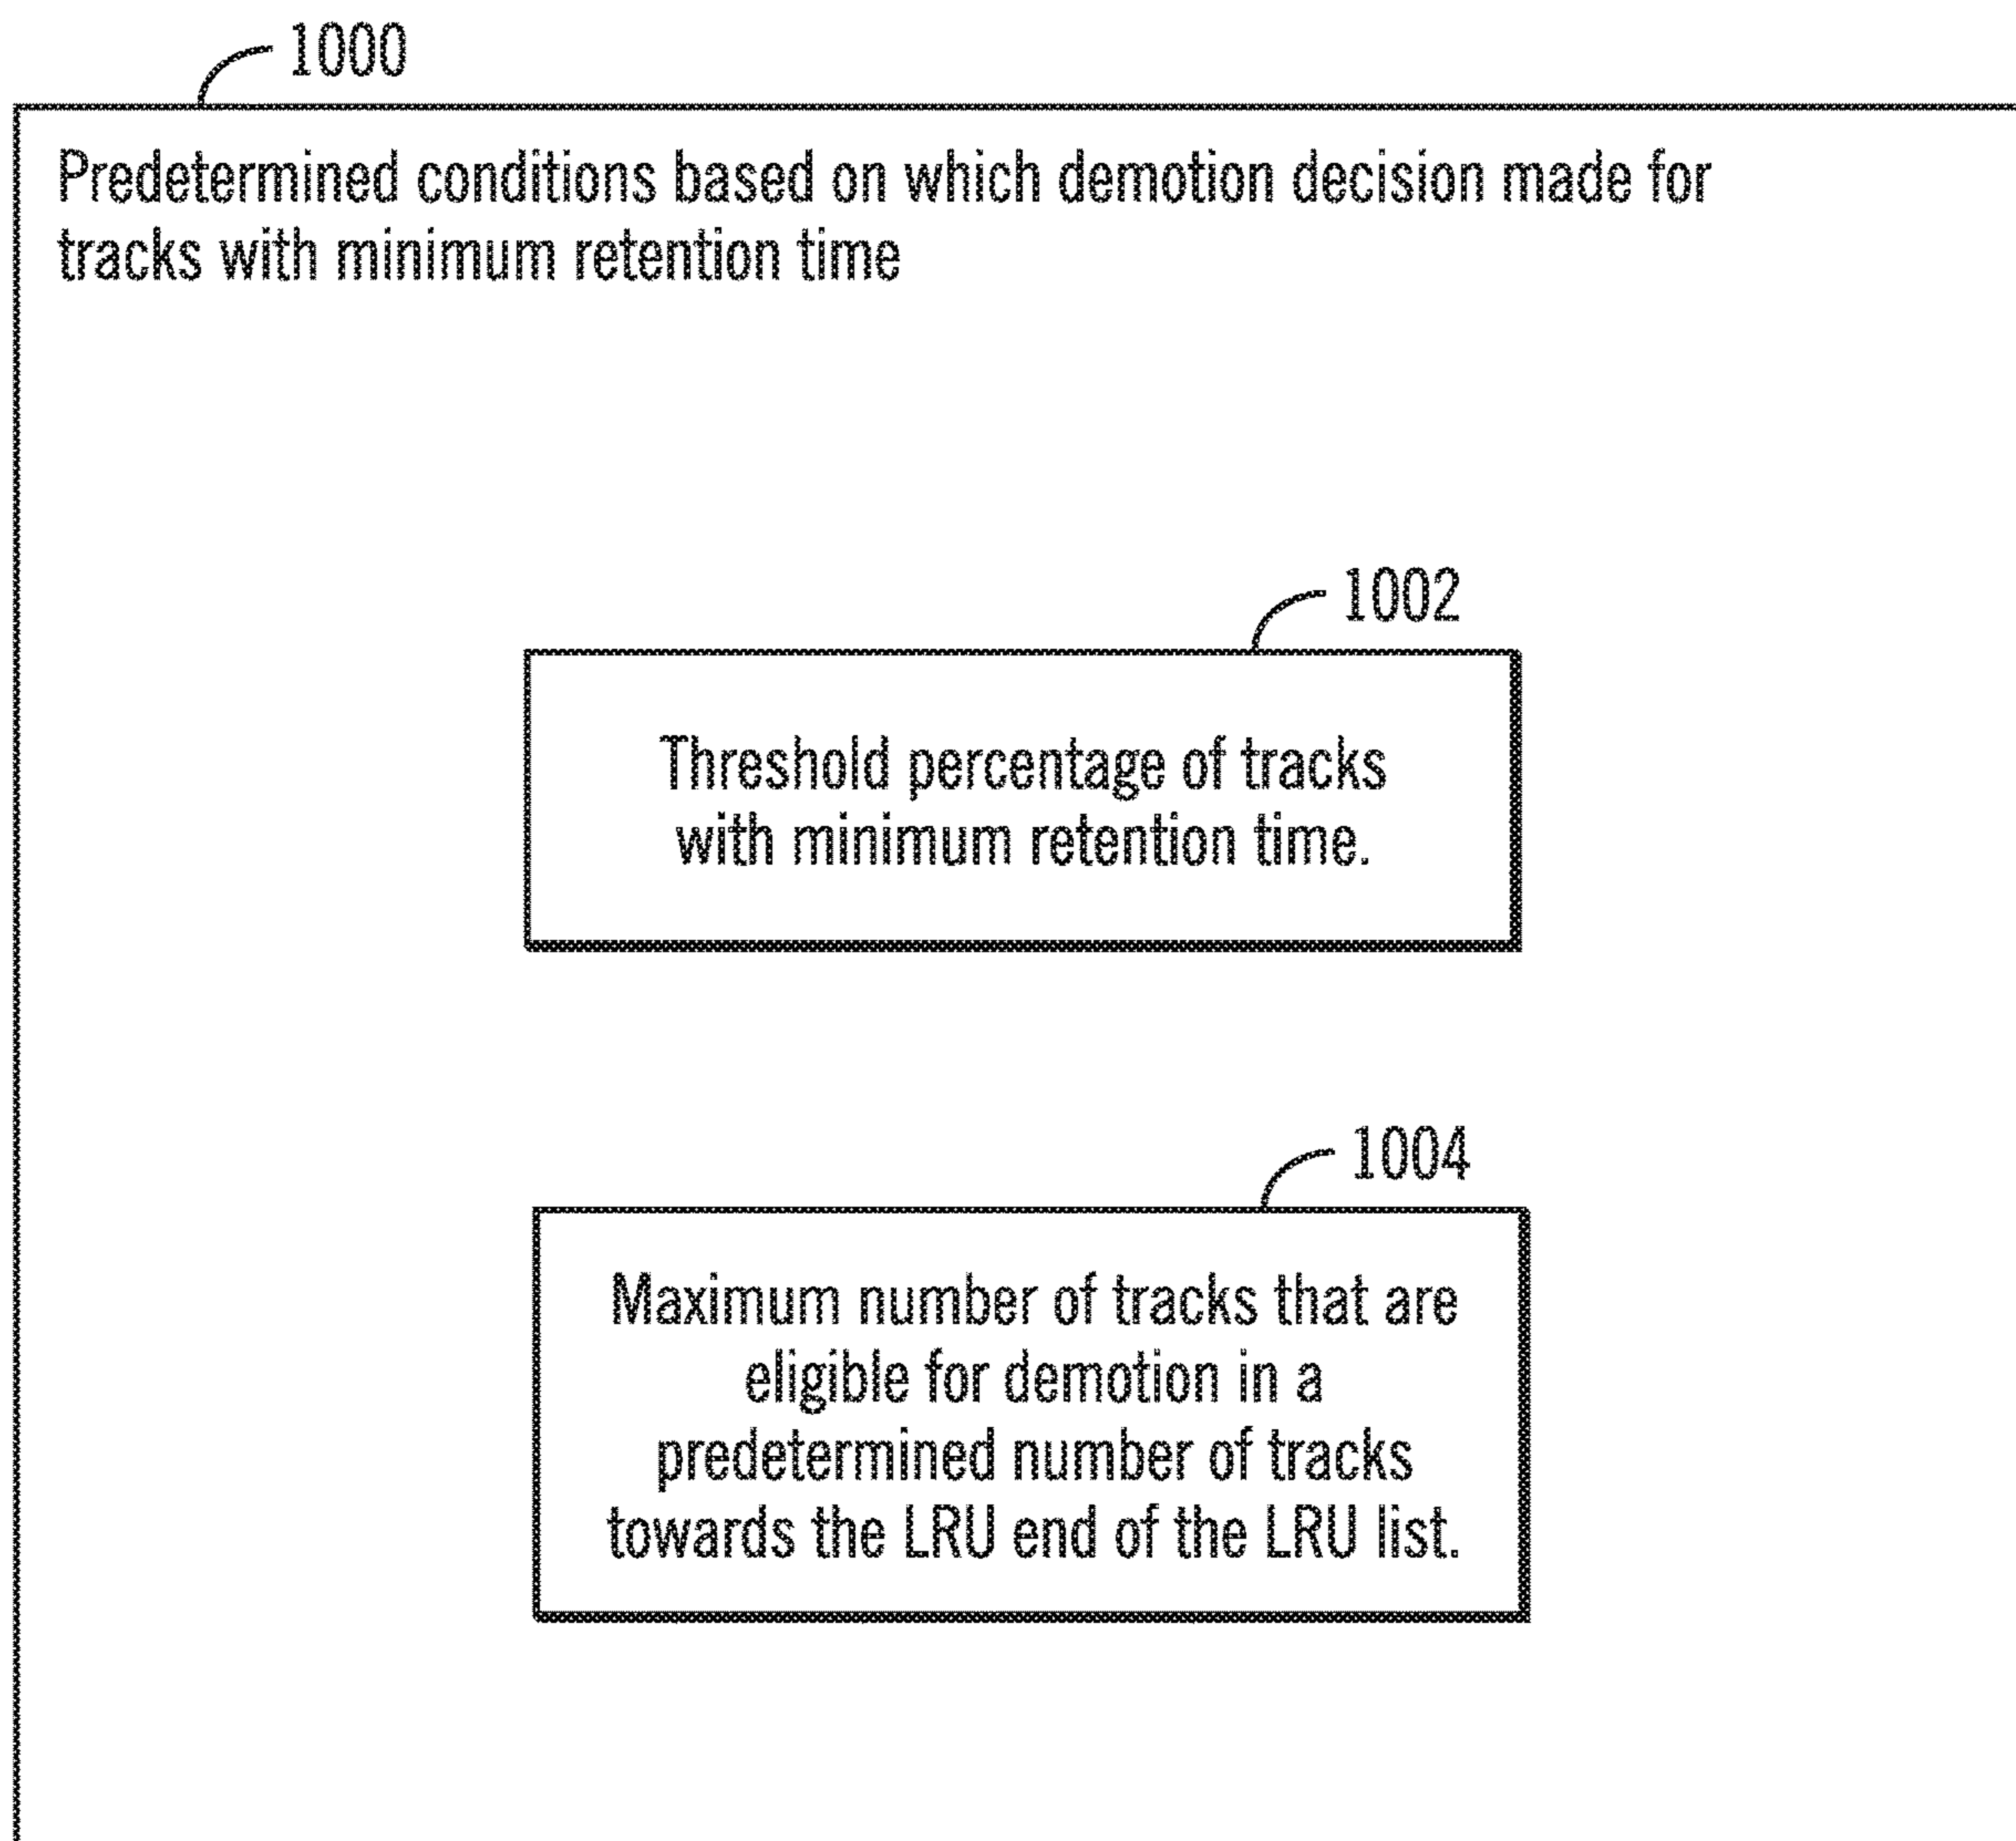 1000
Predetermined conditions based on which demotion decision made for
tracks with minimum retention time
1002
Threshold percentage of tracks
with minimum retention time.
1004
Maximum number of tracks that are
eligible for demotion in a
predetermined number of tracks
towards the LRU end of the LRU list.